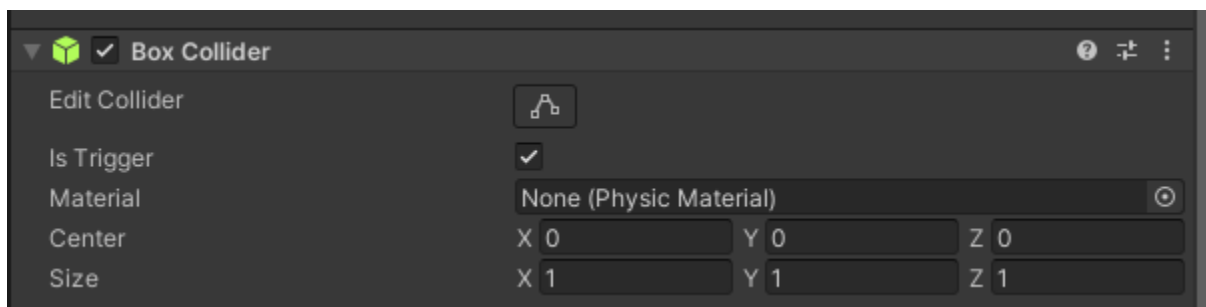 Box Collider
Edit Collider
Is Trigger
Material None (Physic Material)
Center X 0 Y 0 Z 0
Size X 1 Y 1 Z 1